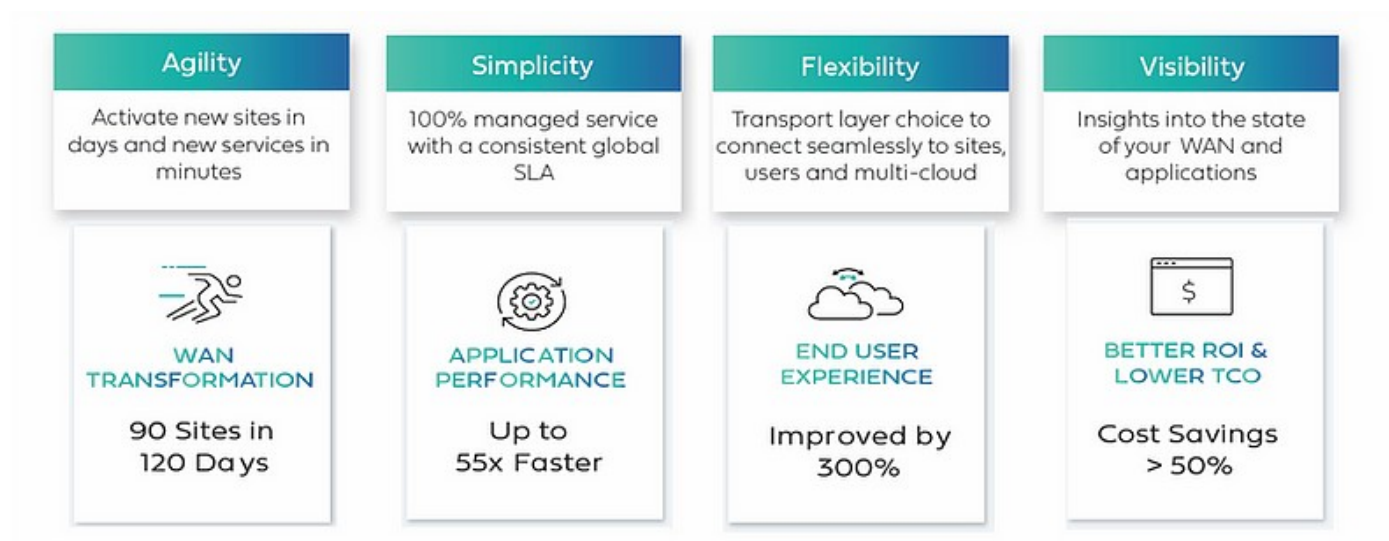 Agility
Activate new sites in
days and new services in
minutes
WAN
TRANSFORMATION
90 Sites in
120 Days
Simplicity
100% managed service
with a consistent global
SLA
APPLICATION
PERFORMANCE
Up to
55x Faster
Flexibility
Transport layer choice to
connect seamlessly to sites,
users and multi-cloud
END USER
EXPERIENCE
Improved by
300%
Visibility
Insights into the state
of your WAN and
applications
$
BETTER ROI &
LOWER TCO
Cost Savings
> 50%